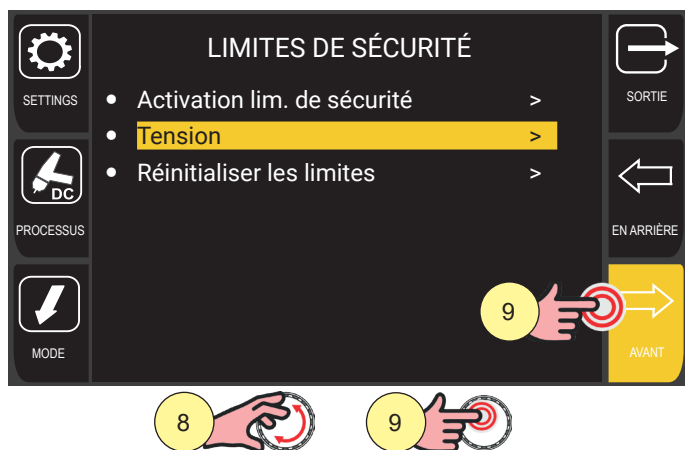 LIMITES DE SÉCURITÉ
SETTINGS
• Activation lim. de sécurité >
SORTIE
• Tension >
• Réinitialiser les limites >
DC
PROCESSUS
EN ARRIÈRE
9
MODE
AVANT
8
9